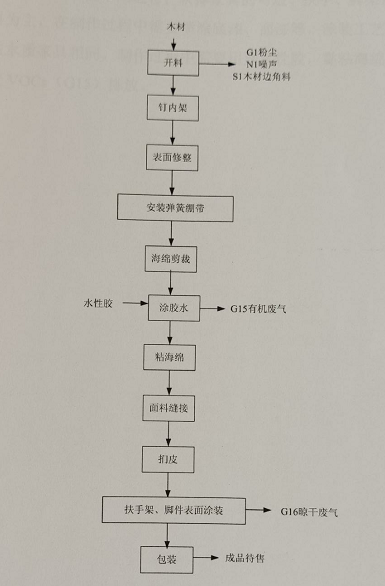 木材
开料
G1粉尘
N1噪声
S1木材边角料
钉内架
表面修整
安装弹簧绷带
海绵剪裁
水性胶
涂胶水
G15有机废气
粘海绵
面料缝接
扪皮
扶手架、脚件表面涂装
G16晾干废气
包装
成品待售